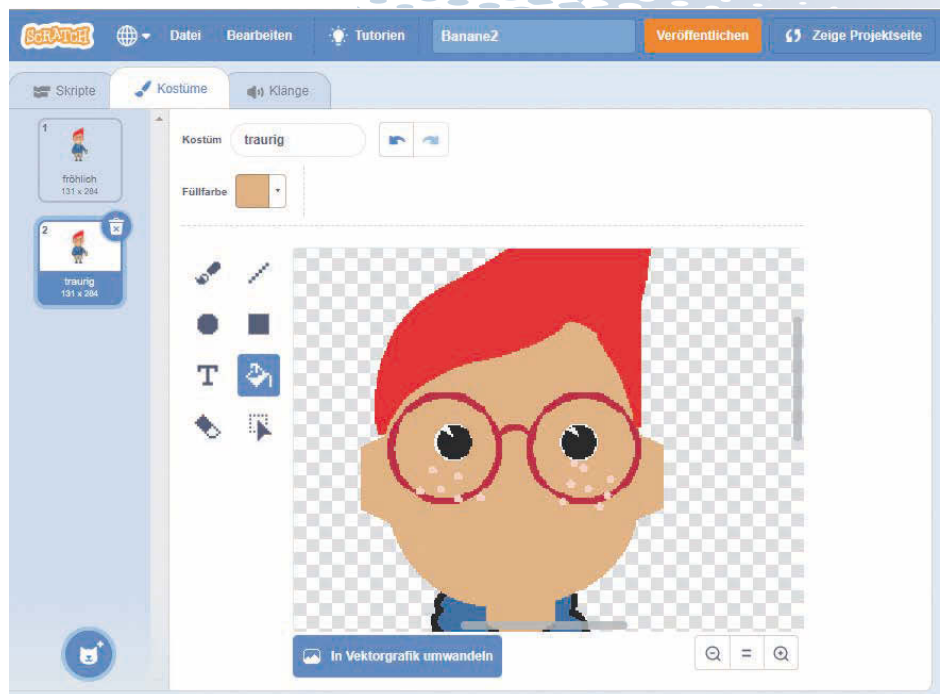 SCRATCH Datei Bearbeiten Tutorien Banane2 Veröffentlichen Zeige Projektseite
Skripte Kostüme Klänge
1
fröhlich
131 x 284
2
traurig
131 x 284
Kostüm traurig
Füllfarbe
T
In Vektorgrafik umwandeln
=